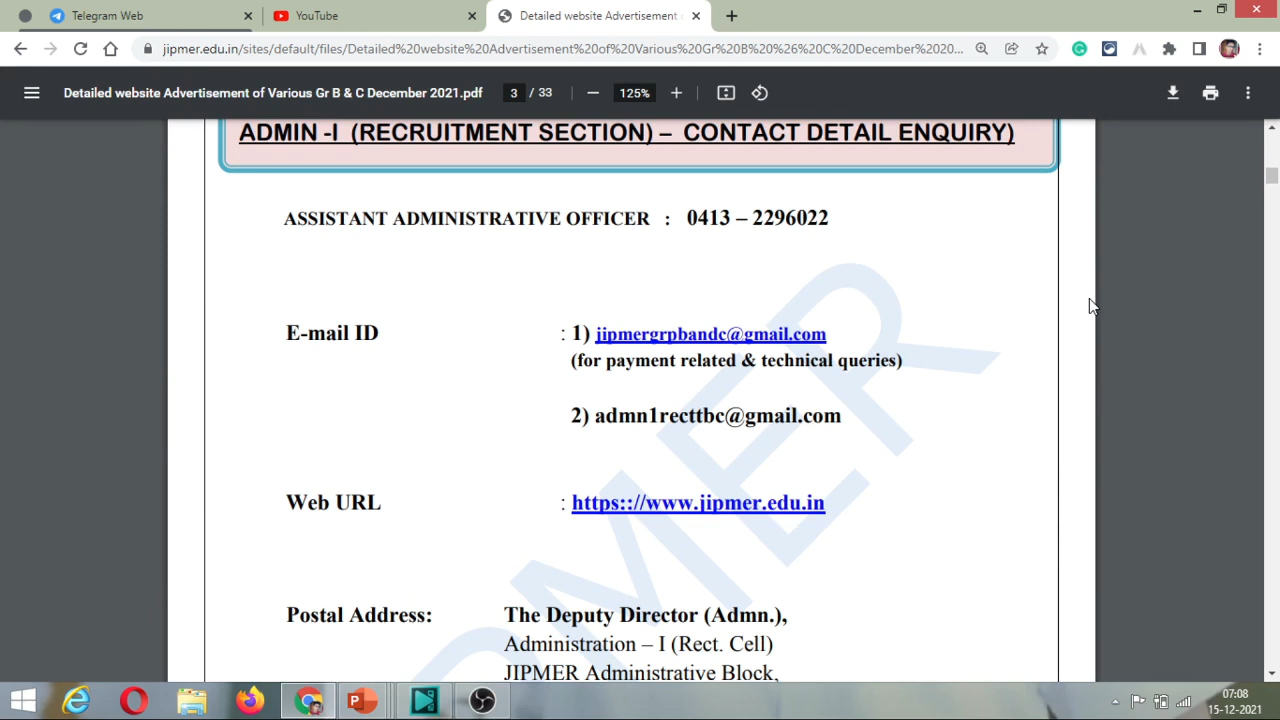 Telegram Web
YouTube
Detailed website Advertisement
jipmer.edu.in/sites/default/files/Detailed%20website%20Advertisement%20of%20Various%20Gr%20B%20%26%20C%20December%2020...
Detailed website Advertisement of Various Gr B & C December 2021.pdf
3 / 33
125%
ADMIN -I (RECRUITMENT SECTION) – CONTACT DETAIL ENQUIRY)
ASSISTANT ADMINISTRATIVE OFFICER : 0413 – 2296022
E-mail ID : 1) jipmergrpbandc@gmail.com
(for payment related & technical queries)
2) admn1recttbc@gmail.com
Web URL : https:://www.jipmer.edu.in
Postal Address: The Deputy Director (Admn.),
Administration – I (Rect. Cell)
JIPMER Administrative Block,
PMER
07:08
15-12-2021